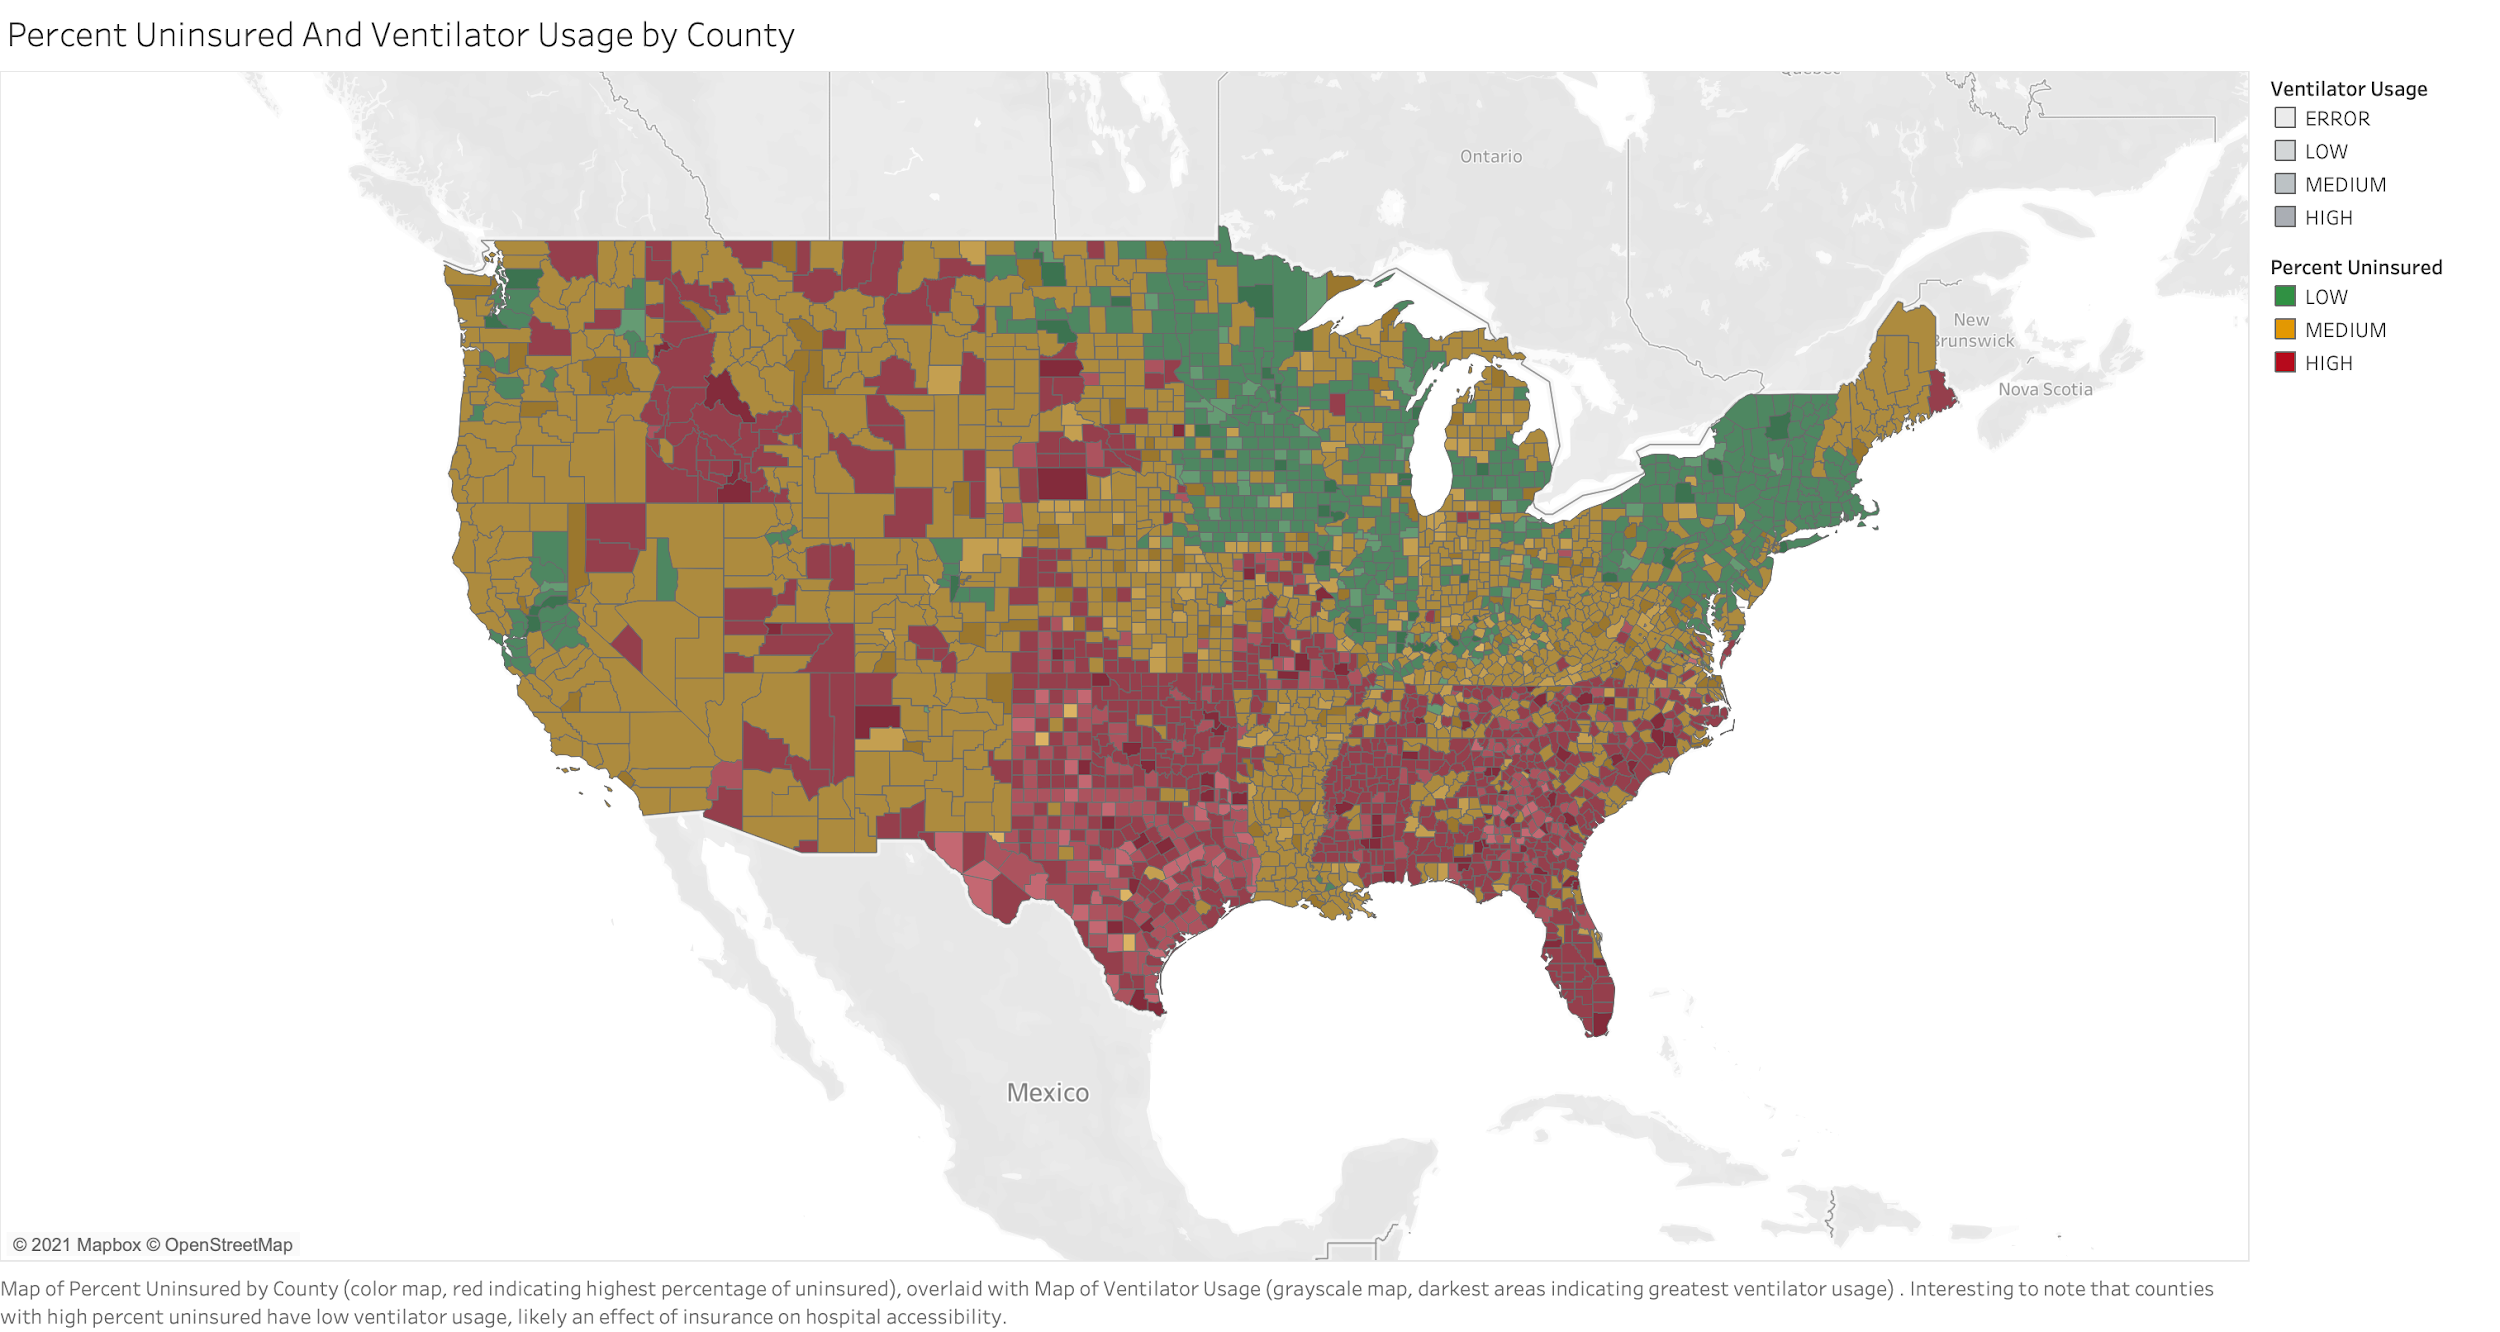 Percent Uninsured And Ventilator Usage by County
Ventilator Usage
ERROR
LOW
MEDIUM
HIGH
Percent Uninsured
LOW
MEDIUM
HIGH
Quebec
Ontario
New
Brunswick
Nova Scotia
Mexico
© 2021 Mapbox © OpenStreetMap
Map of Percent Uninsured by County (color map, red indicating highest percentage of uninsured), overlaid with Map of Ventilator Usage (grayscale map, darkest areas indicating greatest ventilator usage) . Interesting to note that counties
with high percent uninsured have low ventilator usage, likely an effect of insurance on hospital accessibility.